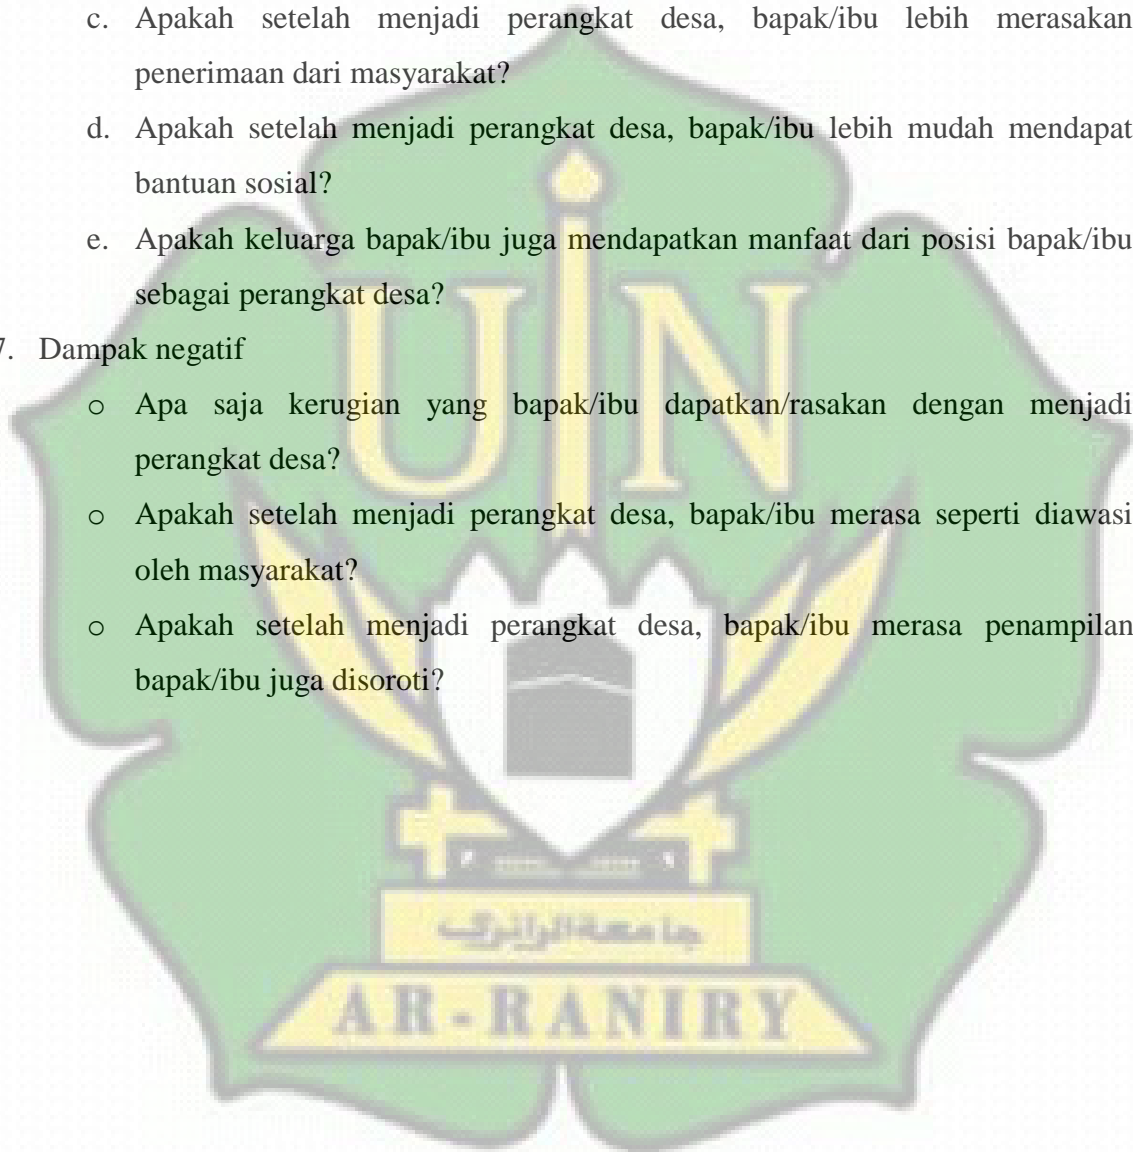 c. Apakah setelah menjadi perangkat desa, bapak/ibu lebih merasakan
penerimaan dari masyarakat?
d. Apakah setelah menjadi perangkat desa, bapak/ibu lebih mudah mendapat
bantuan sosial?
e. Apakah keluarga bapak/ibu juga mendapatkan manfaat dari posisi bapak/ibu
sebagai perangkat desa?
7. Dampak negatif
o Apa saja kerugian yang bapak/ibu dapatkan/rasakan dengan menjadi
perangkat desa?
o Apakah setelah menjadi perangkat desa, bapak/ibu merasa seperti diawasi
oleh masyarakat?
o Apakah setelah menjadi perangkat desa, bapak/ibu merasa penampilan
bapak/ibu juga disoroti?
UIN
جامعة الرانري
AR-RANIRY